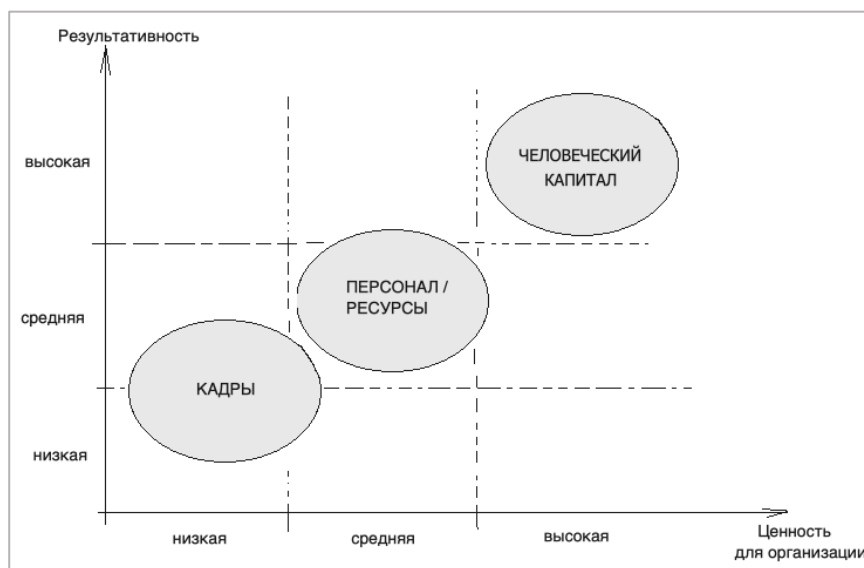 Результативность
высокая
ЧЕЛОВЕЧЕСКИЙ
КАПИТАЛ
средняя
ПЕРСОНАЛ /
РЕСУРСЫ
КАДРЫ
низкая
низкая
средняя
высокая
Ценность
для организации